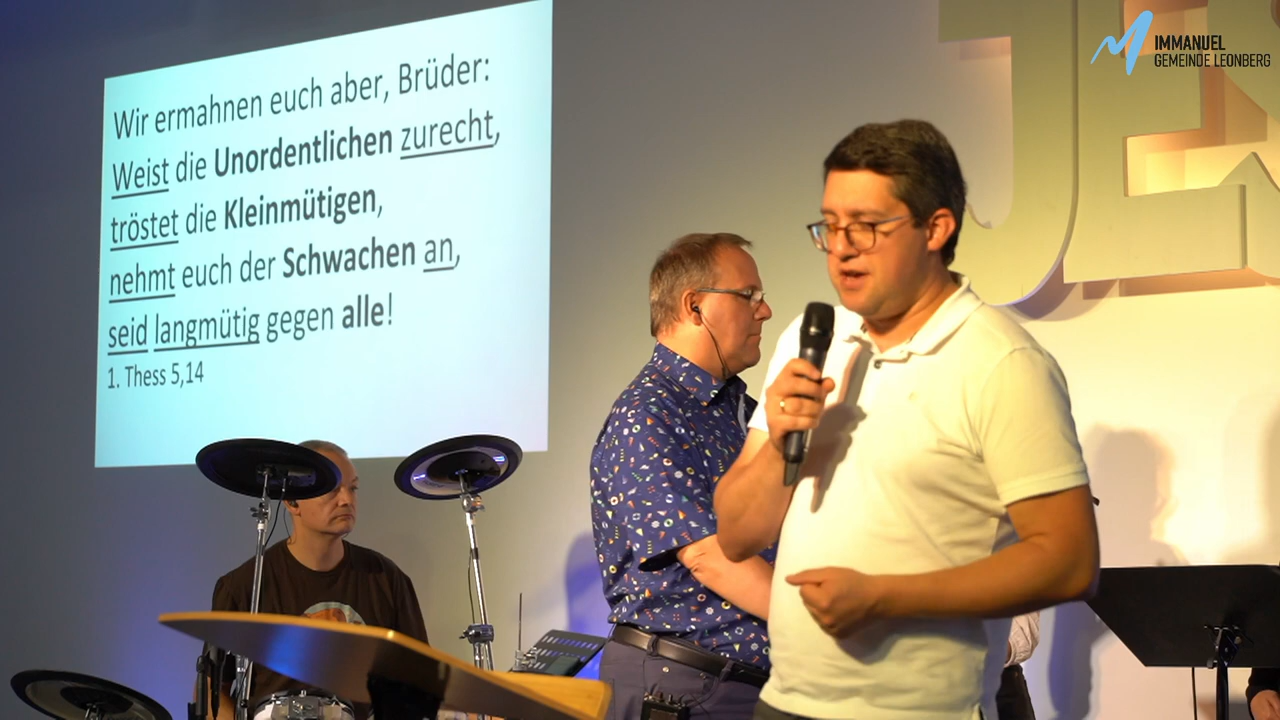 Wir ermahnen euch aber, Brüder:
Weist die Unordentlichen zurecht,
tröstet die Kleinmütigen,
nehmt euch der Schwachen an,
seid langmütig gegen alle!
1. Thess 5,14
IMMANUEL
GEMEINDE LEONBERG
JES